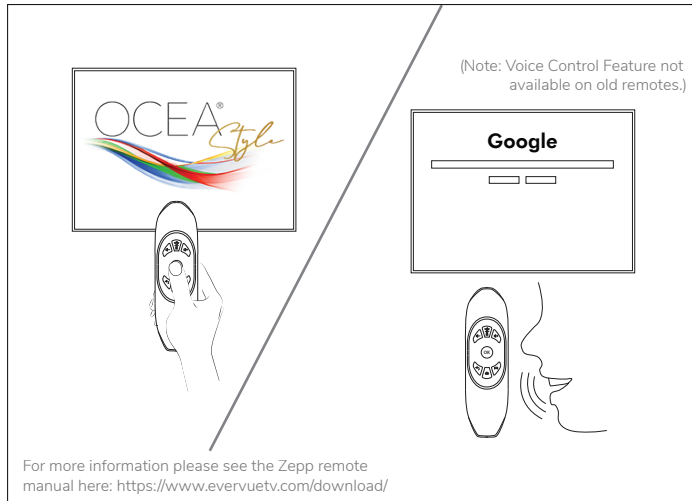 OCEA®
Style
(Note: Voice Control Feature not
available on old remotes.)
Google
OK
For more information please see the Zepp remote
manual here: https://www.evervuetv.com/download/